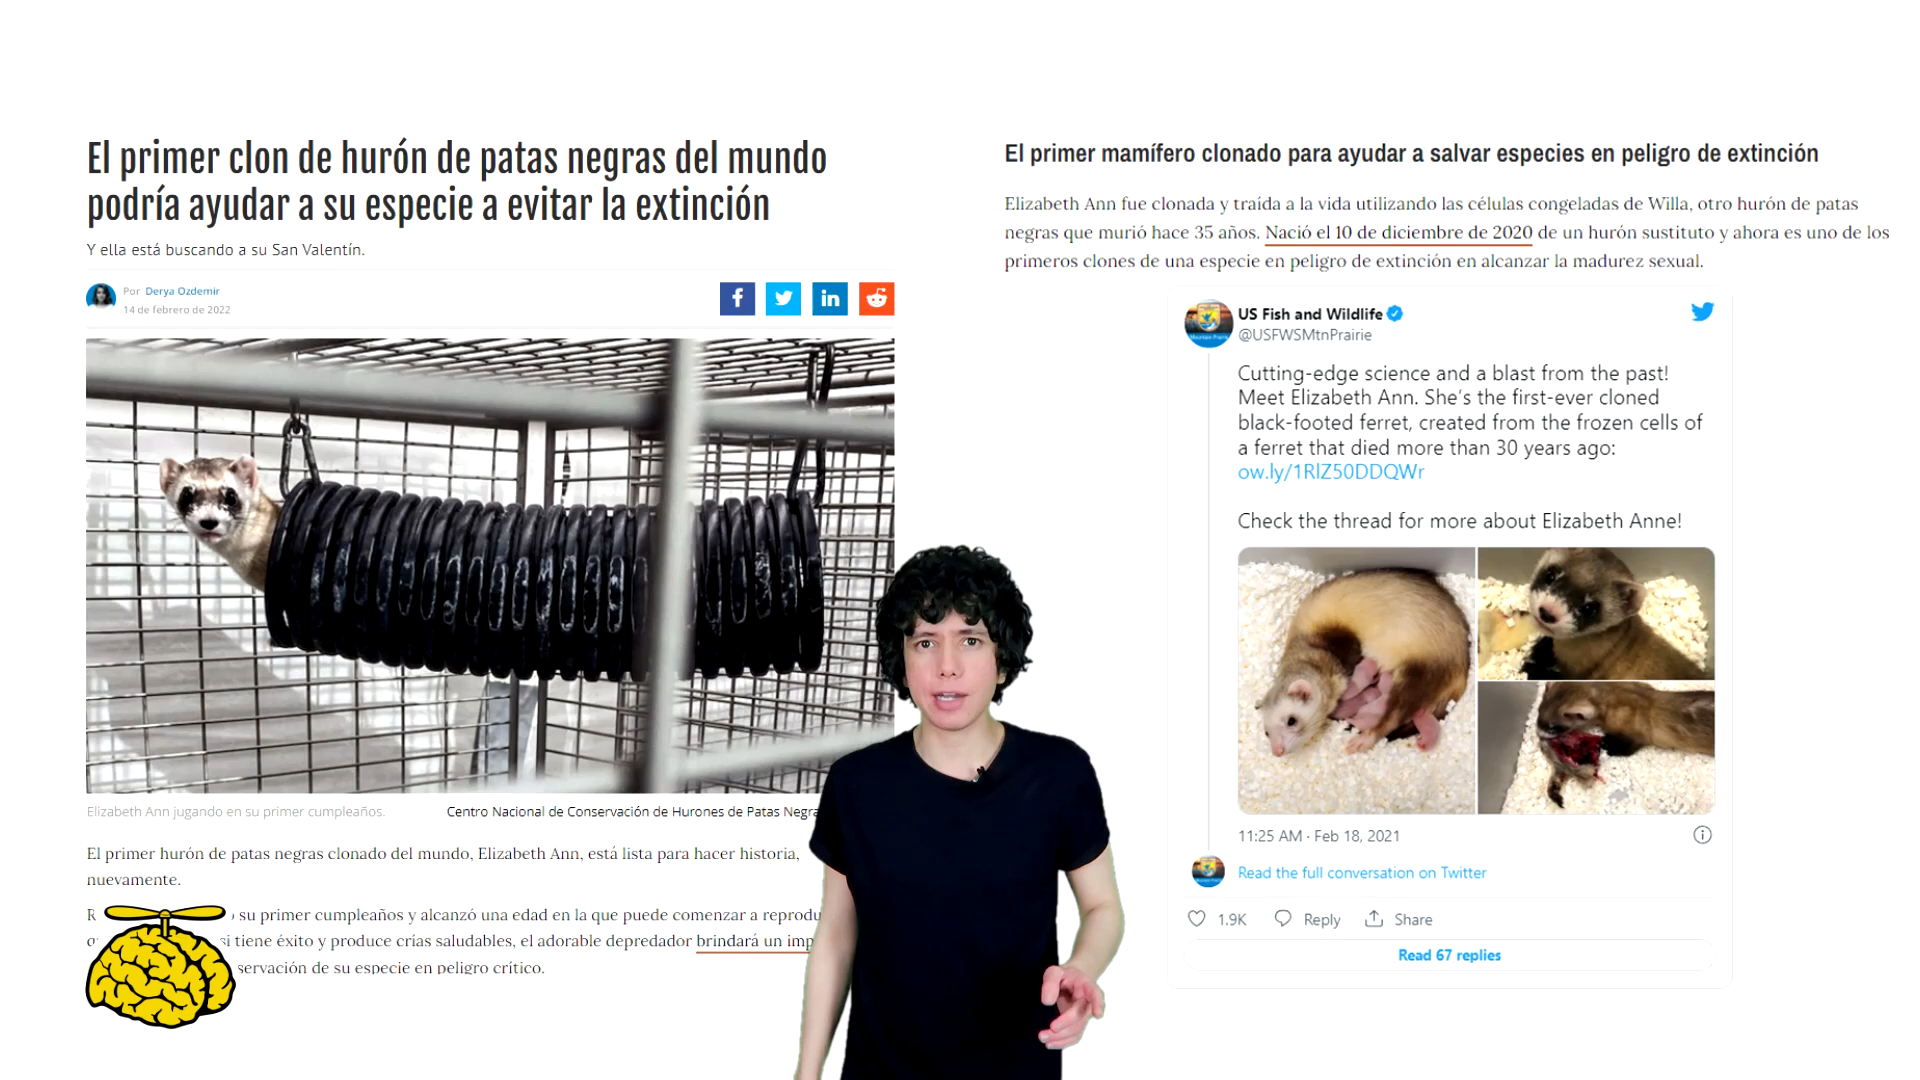 El primer clon de hurón de patas negras del mundo
podría ayudar a su especie a evitar la extinción
Y ella está buscando a su San Valentín.
Por Derya Ozdemir
14 de febrero de 2022
Elizabeth Ann jugando en su primer cumpleaños.
Centro Nacional de Conservación de Hurones de Patas
El primer hurón de patas negras clonado del mundo, Elizabeth Ann, está lista para hacer historia,
nuevamente.
su primer cumpleaños y alcanzó una edad en la que puede comenzar a
si tiene éxito y produce crías saludables, el adorable depredador brindará un
de su especie en peligro crítico.
El primer mamífero clonado para ayudar a salvar especies en peligro de extinción
Elizabeth Ann fue clonada y traída a la vida utilizando las células congeladas de Willa, otro hurón de patas
negras que murió hace 35 años. Nació el 10 de diciembre de 2020 de un hurón sustituto y ahora es uno de los
primeros clones de una especie en peligro de extinción en alcanzar la madurez sexual.
US Fish and Wildlife
@USFWSMtnPrairie
Cutting-edge science and a blast from the past!
Meet Elizabeth Ann. She's the first-ever cloned
black-footed ferret, created from the frozen cells of
a ferret that died more than 30 years ago:
ow.ly/1RlZ50DDQWr
Check the thread for more about Elizabeth Anne!
11:25 AM · Feb 18, 2021
Read the full conversation on Twitter
1.9K Reply Share
Read 67 replies